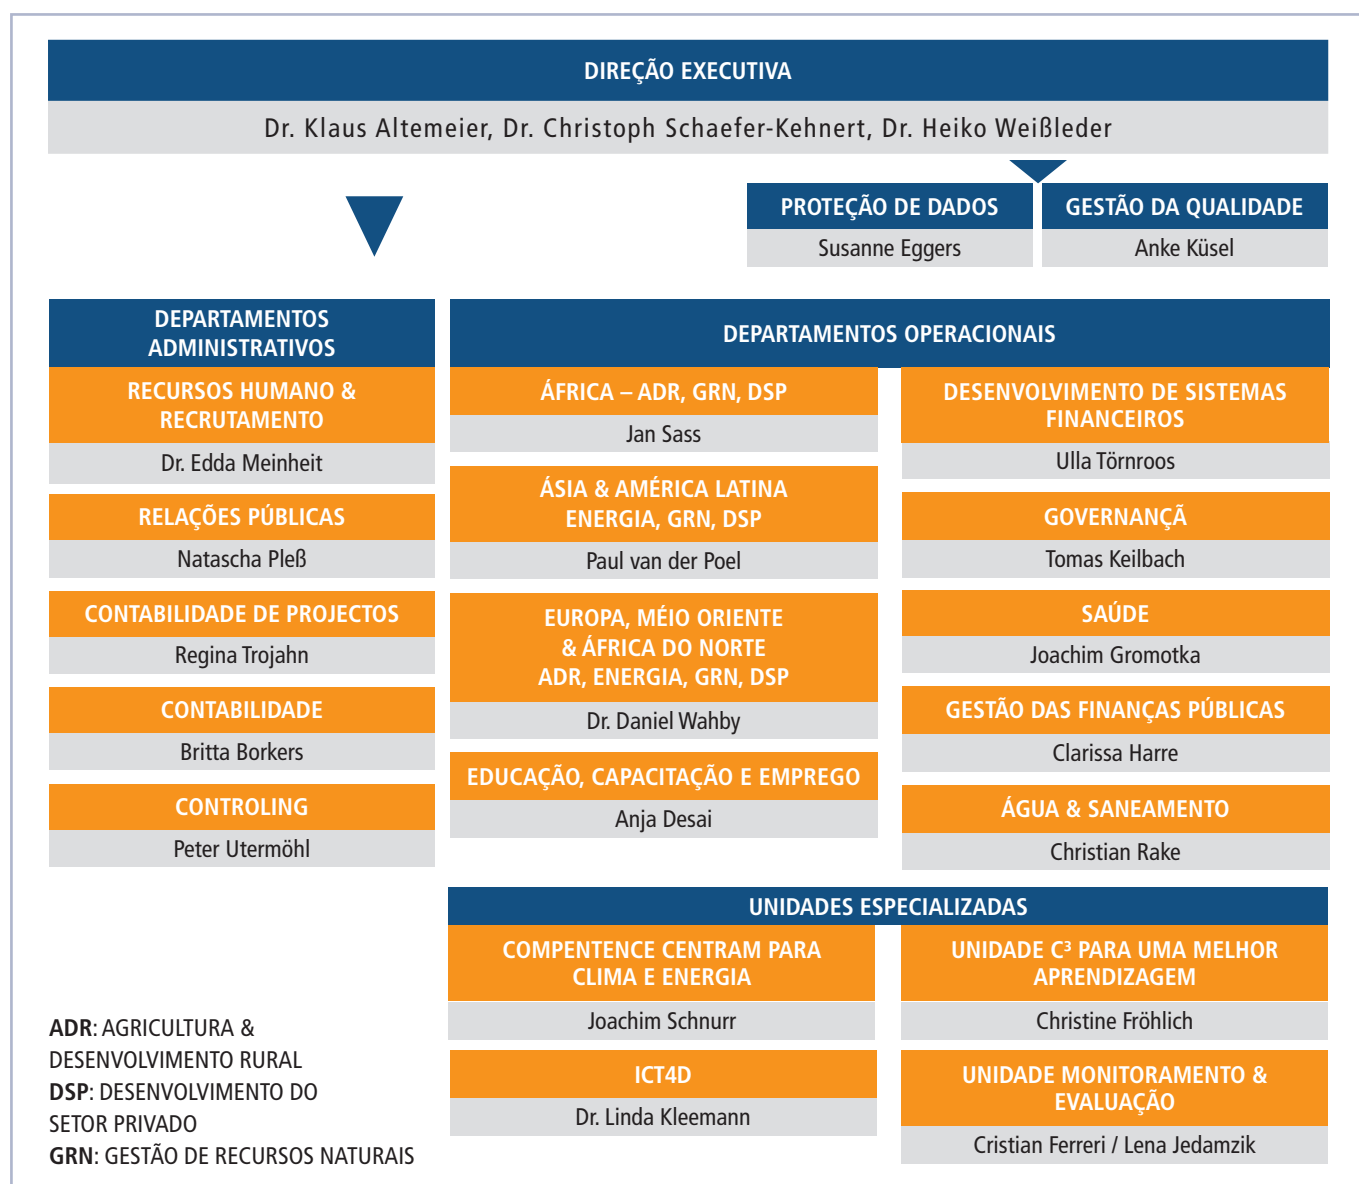 DIREÇÃO EXECUTIVA
Dr. Klaus Altemeier, Dr. Christoph Schaefer-Kehnert, Dr. Heiko Weißleder
PROTEÇÃO DE DADOS
Susanne Eggers
GESTÃO DA QUALIDADE
Anke Küsel
DEPARTAMENTOS
ADMINISTRATIVOS
RECURSOS HUMANO &
RECRUTAMENTO
Dr. Edda Meinheit
RELAÇÕES PÚBLICAS
Natascha Pleß
CONTABILIDADE DE PROJECTOS
Regina Trojahn
CONTABILIDADE
Britta Borkers
CONTROLING
Peter Utermöhl
DEPARTAMENTOS OPERACIONAIS
ÁFRICA – ADR, GRN, DSP
Jan Sass
ÁSIA & AMÉRICA LATINA
ENERGIA, GRN, DSP
Paul van der Poel
EUROPA, MÉIO ORIENTE
& ÁFRICA DO NORTE
ADR, ENERGIA, GRN, DSP
Dr. Daniel Wahby
EDUCAÇÃO, CAPACITAÇÃO E EMPREGO
Anja Desai
DESENVOLVIMENTO DE SISTEMAS
FINANCEIROS
Ulla Törnroos
GOVERNANÇÃ
Tomas Keilbach
SAÚDE
Joachim Gromotka
GESTÃO DAS FINANÇAS PÚBLICAS
Clarissa Harre
ÁGUA & SANEAMENTO
Christian Rake
UNIDADES ESPECIALIZADAS
COMPENTENCE CENTRAM PARA
CLIMA E ENERGIA
Joachim Schnurr
ICT4D
Dr. Linda Kleemann
UNIDADE C³ PARA UMA MELHOR
APRENDIZAGEM
Christine Fröhlich
UNIDADE MONITORAMENTO &
EVALUAÇÃO
Cristian Ferreri / Lena Jedamzik
ADR: AGRICULTURA &
DESENVOLVIMENTO RURAL
DSP: DESENVOLVIMENTO DO
SETOR PRIVADO
GRN: GESTÃO DE RECURSOS NATURAIS